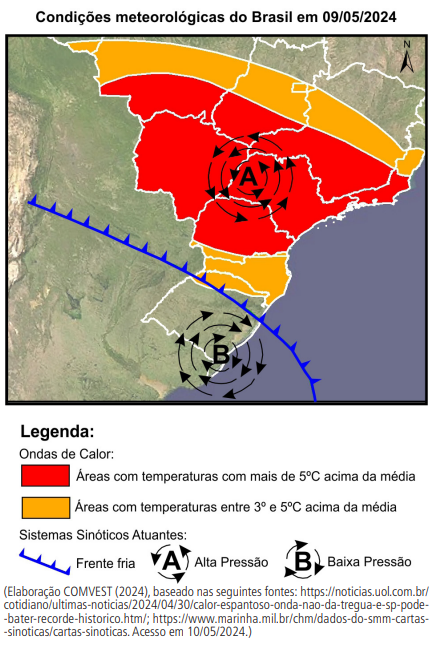 Condições meteorológicas do Brasil em 09/05/2024
N
A
B
Legenda:
Ondas de Calor:
Áreas com temperaturas com mais de 5ºC acima da média
Áreas com temperaturas entre 3º e 5ºC acima da média
Sistemas Sinóticos Atuantes:
Frente fria
A
Alta Pressão
B
Baixa Pressão
(Elaboração COMVEST (2024), baseado nas seguintes fontes: https://noticias.uol.com.br/
cotidiano/ultimas-noticias/2024/04/30/calor-espantoso-onda-nao-da-tregua-e-sp-pode-
-bater-recorde-historico.htm/; https://www.marinha.mil.br/chm/dados-do-smm-cartas-
-sinoticas/cartas-sinoticas. Acesso em 10/05/2024.)